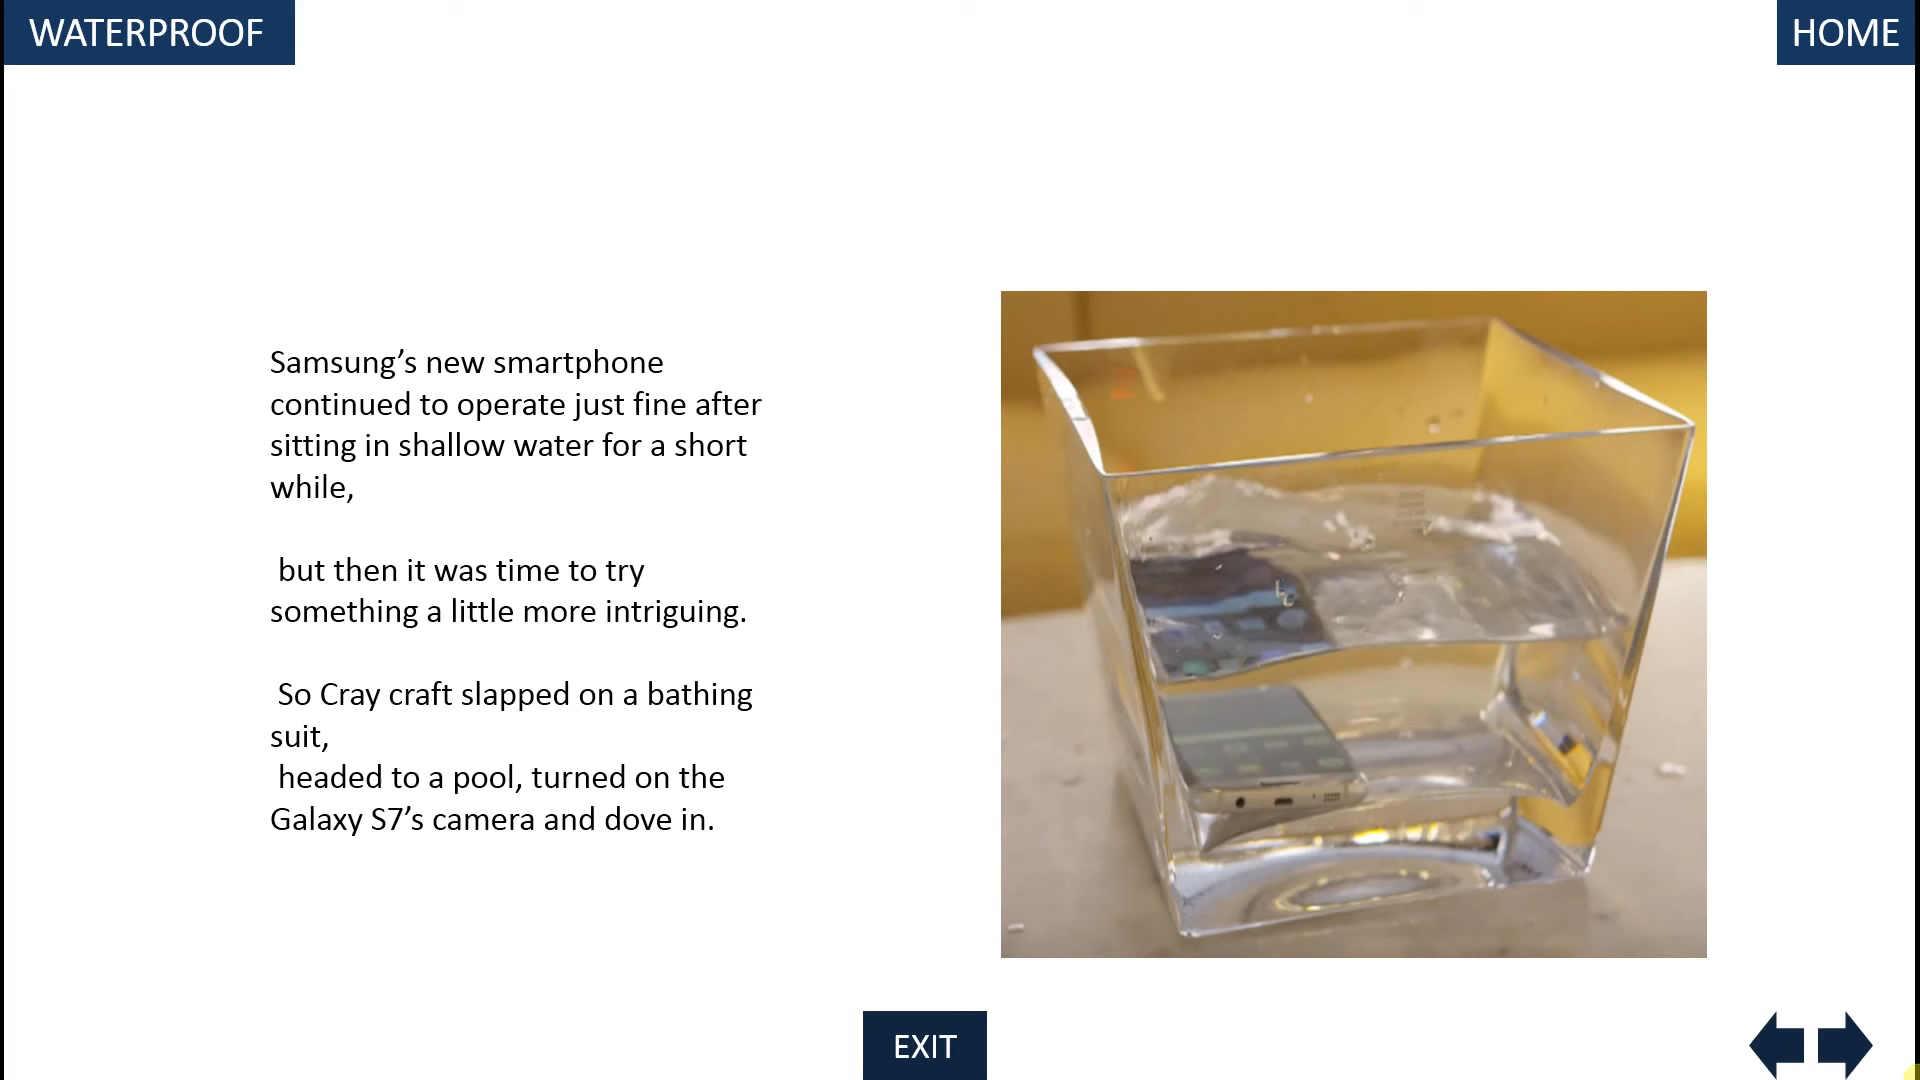 WATERPROOF
HOME
Samsung’s new smartphone
continued to operate just fine after
sitting in shallow water for a short
while,
but then it was time to try
something a little more intriguing.
So Cray craft slapped on a bathing
suit,
headed to a pool, turned on the
Galaxy S7’s camera and dove in.
EXIT